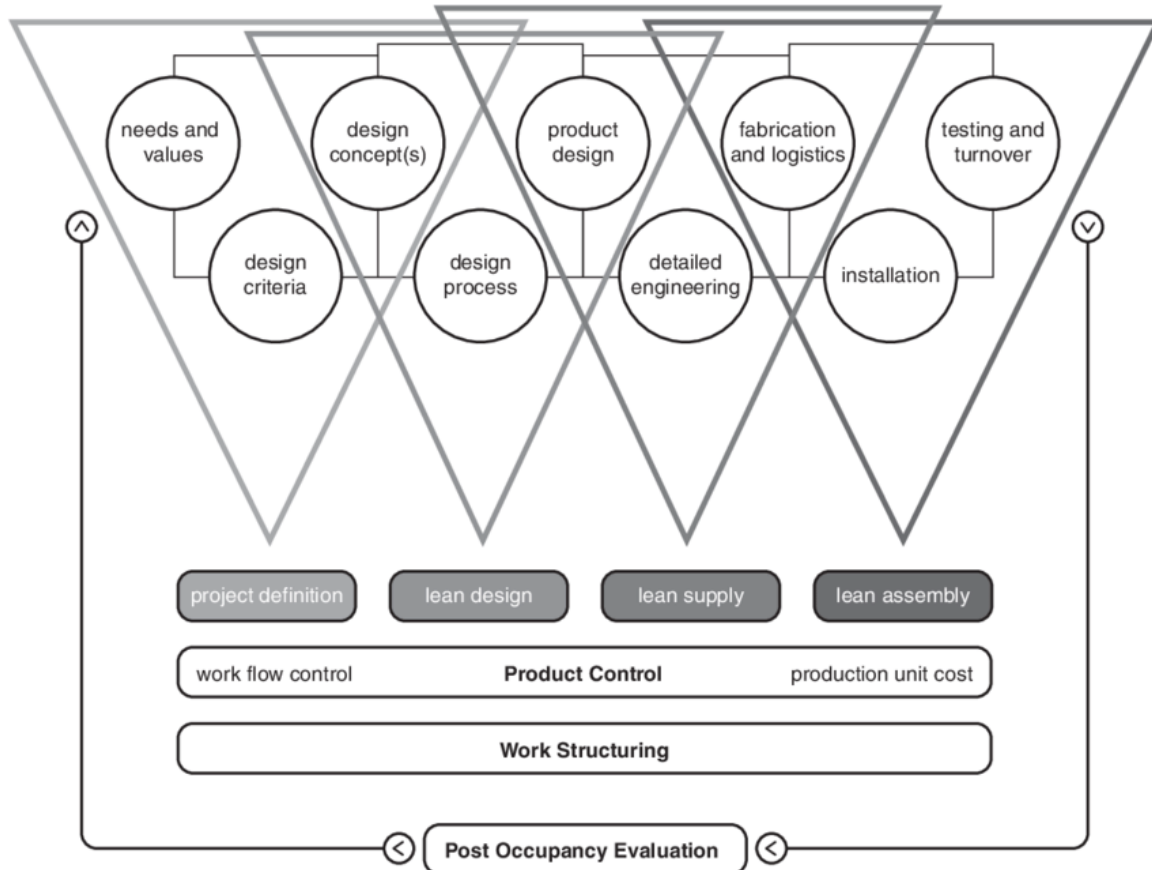 needs and
values
design
concept(s)
product
design
fabrication
and logistics
testing and
turnover
design
criteria
design
process
detailed
engineering
installation
project definition
lean design
lean supply
lean assembly
work flow control
Product Control
production unit cost
Work Structuring
Post Occupancy Evaluation